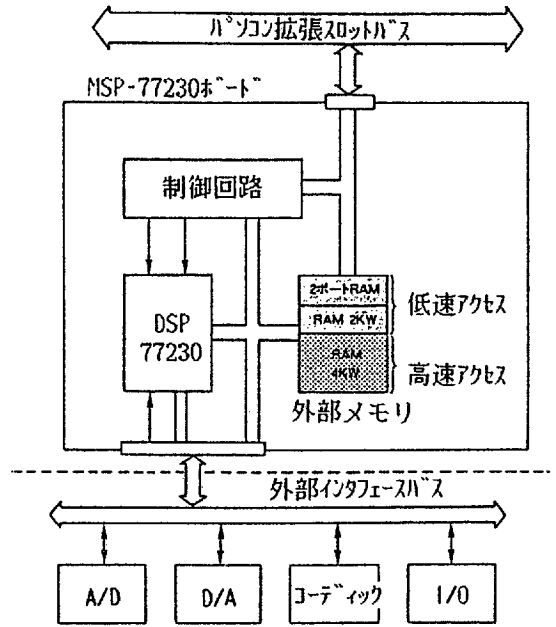 パソコン拡張スロットバス
MSP-77230ボード
制御回路
2ポートRAM
DSP
77230
RAM 2KW
低速アクセス
RAM
4KW
高速アクセス
外部メモリ
外部インタフェースバス
A/D
D/A
コーディック
I/O